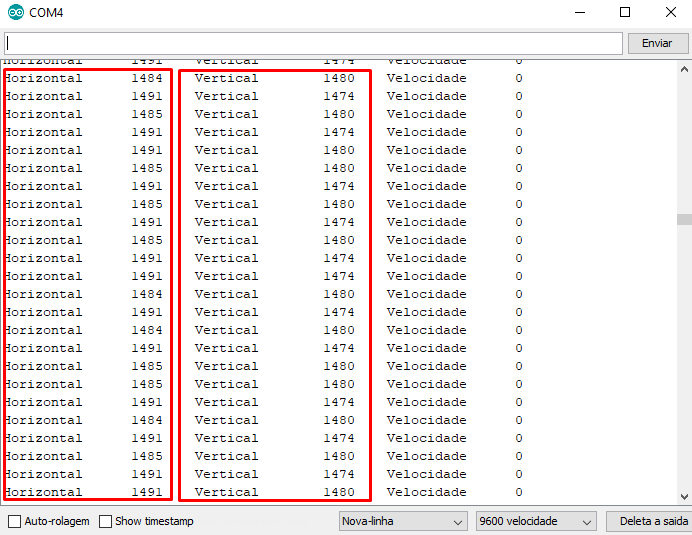 COM4
Enviar
Horizontal 1491 Vertical 1474 Velocidade 0
Horizontal 1484 Vertical 1480 Velocidade 0
Horizontal 1491 Vertical 1474 Velocidade 0
Horizontal 1485 Vertical 1480 Velocidade 0
Horizontal 1491 Vertical 1474 Velocidade 0
Horizontal 1491 Vertical 1480 Velocidade 0
Horizontal 1485 Vertical 1480 Velocidade 0
Horizontal 1491 Vertical 1474 Velocidade 0
Horizontal 1485 Vertical 1480 Velocidade 0
Horizontal 1491 Vertical 1474 Velocidade 0
Horizontal 1485 Vertical 1480 Velocidade 0
Horizontal 1491 Vertical 1474 Velocidade 0
Horizontal 1491 Vertical 1474 Velocidade 0
Horizontal 1484 Vertical 1480 Velocidade 0
Horizontal 1491 Vertical 1474 Velocidade 0
Horizontal 1484 Vertical 1480 Velocidade 0
Horizontal 1491 Vertical 1474 Velocidade 0
Horizontal 1485 Vertical 1480 Velocidade 0
Horizontal 1485 Vertical 1480 Velocidade 0
Horizontal 1491 Vertical 1474 Velocidade 0
Horizontal 1484 Vertical 1480 Velocidade 0
Horizontal 1491 Vertical 1474 Velocidade 0
Horizontal 1485 Vertical 1480 Velocidade 0
Horizontal 1491 Vertical 1474 Velocidade 0
Horizontal 1491 Vertical 1480 Velocidade 0
Auto-rolagem Show timestamp Nova-linha 9600 velocidade Deleta a saida